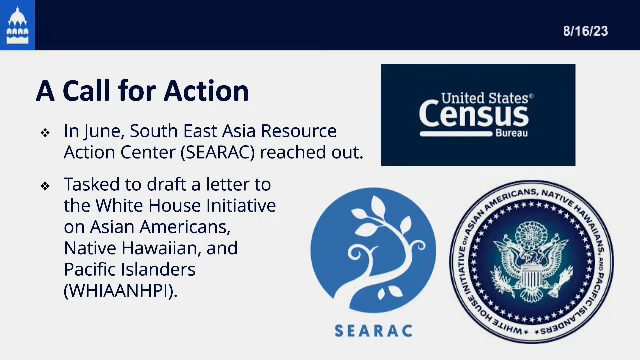 8/16/23
A Call for Action
In June, South East Asia Resource
Action Center (SEARAC) reached out.
Tasked to draft a letter to
the White House Initiative
on Asian Americans,
Native Hawaiian, and
Pacific Islanders
(WHIAANHPI).
United States®
Census
Bureau
SEARAC
WHITE HOUSE INITIATIVE ON ASIAN AMERICANS, NATIVE HAWAIIANS, AND PACIFIC ISLANDERS